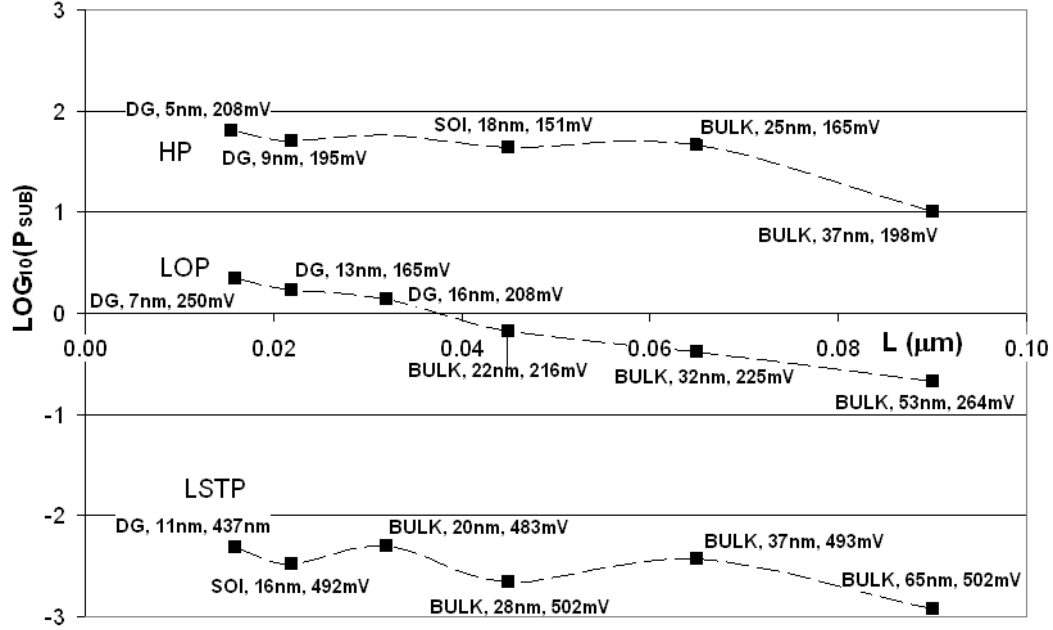 3
DG, 5nm, 208mV
2
SOI, 18nm, 151mV
BULK, 25nm, 165mV
HP
DG, 9nm, 195mV
LOG10(P SUB)
1
BULK, 37nm, 198mV
LOP
DG, 13nm, 165mV
DG, 7nm, 250mV
DG, 16nm, 208mV
0
0.00
0.02
0.04
0.06
0.08
L (μm)
0.10
BULK, 22nm, 216mV
BULK, 32nm, 225mV
BULK, 53nm, 264mV
-1
LSTP
-2
DG, 11nm, 437nm
BULK, 20nm, 483mV
BULK, 37nm, 493mV
SOI, 16nm, 492mV
BULK, 28nm, 502mV
BULK, 65nm, 502mV
-3